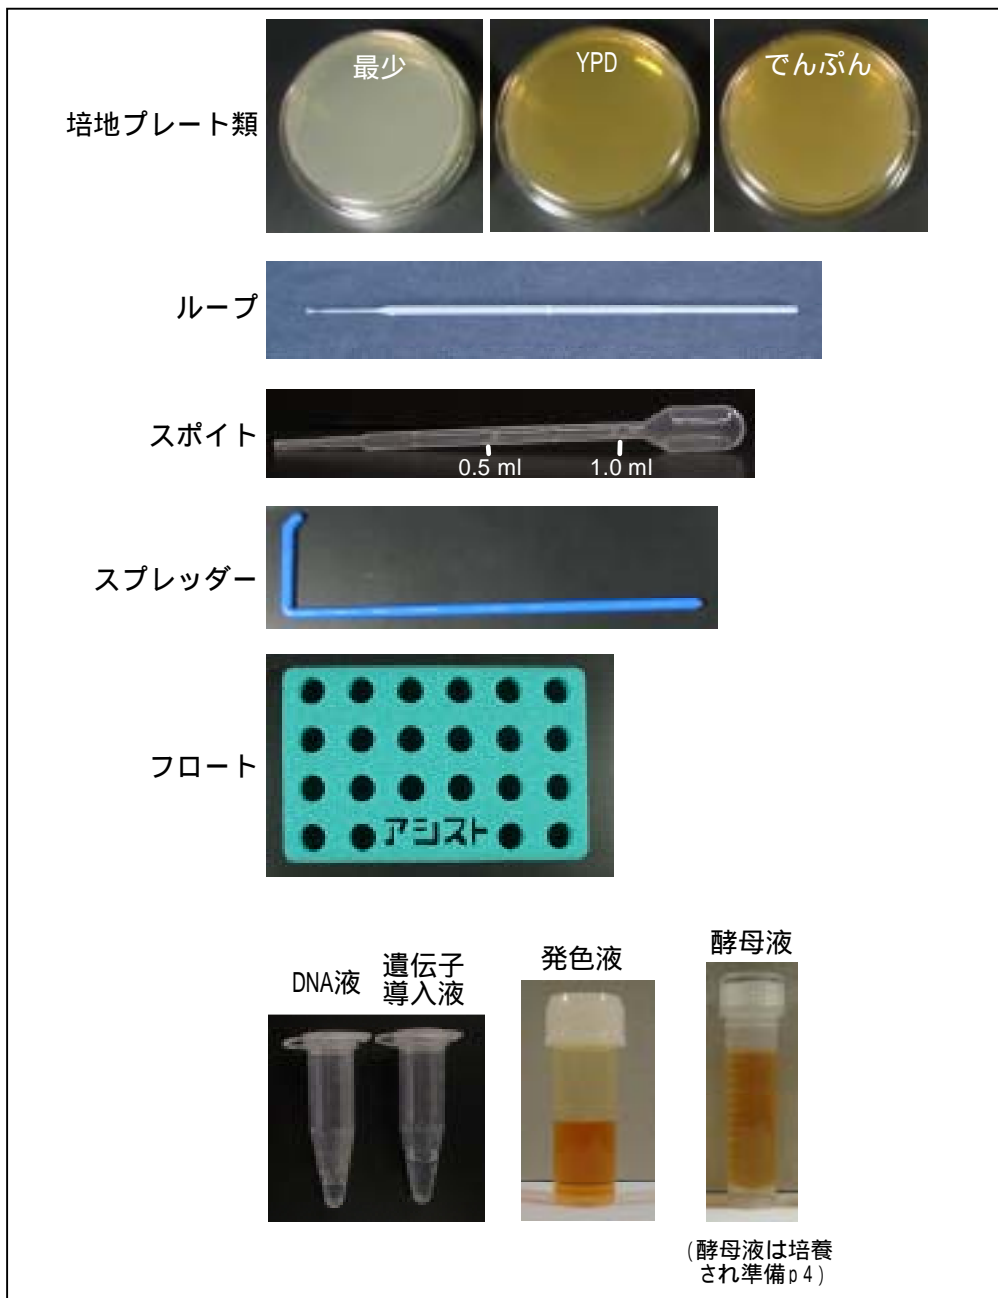 最少
YPD
でんぷん
培地プレート類
ループ
スポイト
0.5 ml
1.0 ml
スプレッダー
フロート
アシスト
DNA液
遺伝子
導入液
発色液
酵母液
(酵母液は培養
され準備p4)